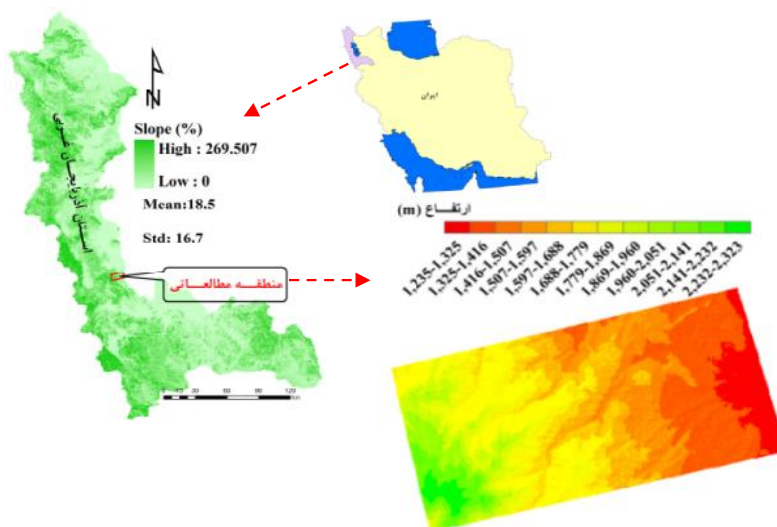 N
Slope (%)
High : 269.507
Low : 0
Mean:18.5
Std: 16.7
استان آذربایجان غربی
منطقه مطالعاتی
ایران
ارتفاع (m)
1,235-1,325
1,325-1,416
1,416-1,507
1,507-1,597
1,597-1,688
1,688-1,779
1,779-1,869
1,869-1,960
1,960-2,051
2,051-2,141
2,141-2,232
2,232-2,323